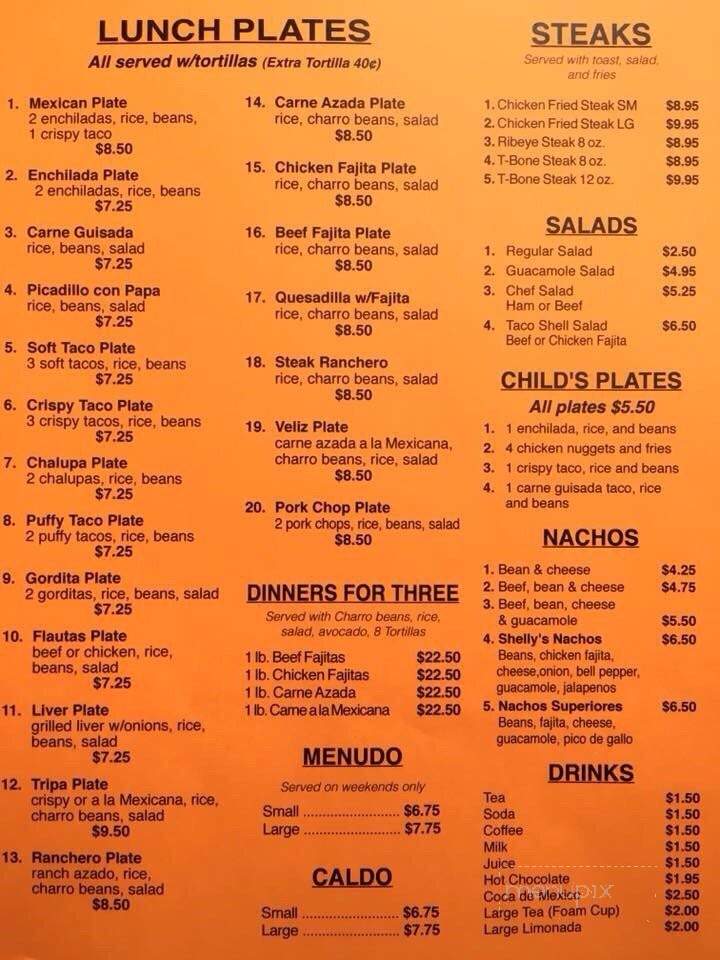 LUNCH PLATES
All served w/tortillas (Extra Tortilla 40¢)
1. Mexican Plate
2 enchiladas, rice, beans,
1 crispy taco
$8.50
2. Enchilada Plate
2 enchiladas, rice, beans
$7.25
3. Carne Guisada
rice, beans, salad
$7.25
4. Picadillo con Papa
rice, beans, salad
$7.25
5. Soft Taco Plate
3 soft tacos, rice, beans
$7.25
6. Crispy Taco Plate
3 crispy tacos, rice, beans
$7.25
7. Chalupa Plate
2 chalupas, rice, beans
$7.25
8. Puffy Taco Plate
2 puffy tacos, rice, beans
$7.25
9. Gordita Plate
2 gorditas, rice, beans, salad
$7.25
10. Flautas Plate
beef or chicken, rice,
beans, salad
$7.25
11. Liver Plate
grilled liver w/onions, rice,
beans, salad
$7.25
12. Tripa Plate
crispy or a la Mexicana, rice,
charro beans, salad
$9.50
13. Ranchero Plate
ranch azado, rice,
charro beans, salad
$8.50
14. Carne Azada Plate
rice, charro beans, salad
$8.50
15. Chicken Fajita Plate
rice, charro beans, salad
$8.50
16. Beef Fajita Plate
rice, charro beans, salad
$8.50
17. Quesadilla w/Fajita
rice, charro beans, salad
$8.50
18. Steak Ranchero
rice, charro beans, salad
$8.50
19. Veliz Plate
carne azada a la Mexicana,
charro beans, rice, salad
$8.50
20. Pork Chop Plate
2 pork chops, rice, beans, salad
$8.50
DINNERS FOR THREE
Served with Charro beans, rice,
salad, avocado, 8 Tortillas
1 lb. Beef Fajitas $22.50
1 lb. Chicken Fajitas $22.50
1 lb. Carne Azada $22.50
1 lb. Carne a la Mexicana $22.50
MENUDO
Served on weekends only
Small ......................... $6.75
Large ......................... $7.75
CALDO
Small ......................... $6.75
Large ......................... $7.75
STEAKS
Served with toast, salad,
and fries
1. Chicken Fried Steak SM $8.95
2. Chicken Fried Steak LG $9.95
3. Ribeye Steak 8 oz. $8.95
4. T-Bone Steak 8 oz. $8.95
5. T-Bone Steak 12 oz. $9.95
SALADS
1. Regular Salad $2.50
2. Guacamole Salad $4.95
3. Chef Salad $5.25
Ham or Beef
4. Taco Shell Salad $6.50
Beef or Chicken Fajita
CHILD'S PLATES
All plates $5.50
1. 1 enchilada, rice, and beans
2. 4 chicken nuggets and fries
3. 1 crispy taco, rice and beans
4. 1 carne guisada taco, rice
and beans
NACHOS
1. Bean & cheese $4.25
2. Beef, bean & cheese $4.75
3. Beef, bean, cheese
& guacamole $5.50
4. Shelly's Nachos $6.50
Beans, chicken fajita,
cheese,onion, bell pepper,
guacamole, jalapenos
5. Nachos Superiores $6.50
Beans, fajita, cheese,
guacamole, pico de gallo
DRINKS
Tea $1.50
Soda $1.50
Coffee $1.50
Milk $1.50
Juice $1.50
Hot Chocolate $1.95
menupix
Coca de Mexico $2.50
Large Tea (Foam Cup) $2.00
Large Limonada $2.00